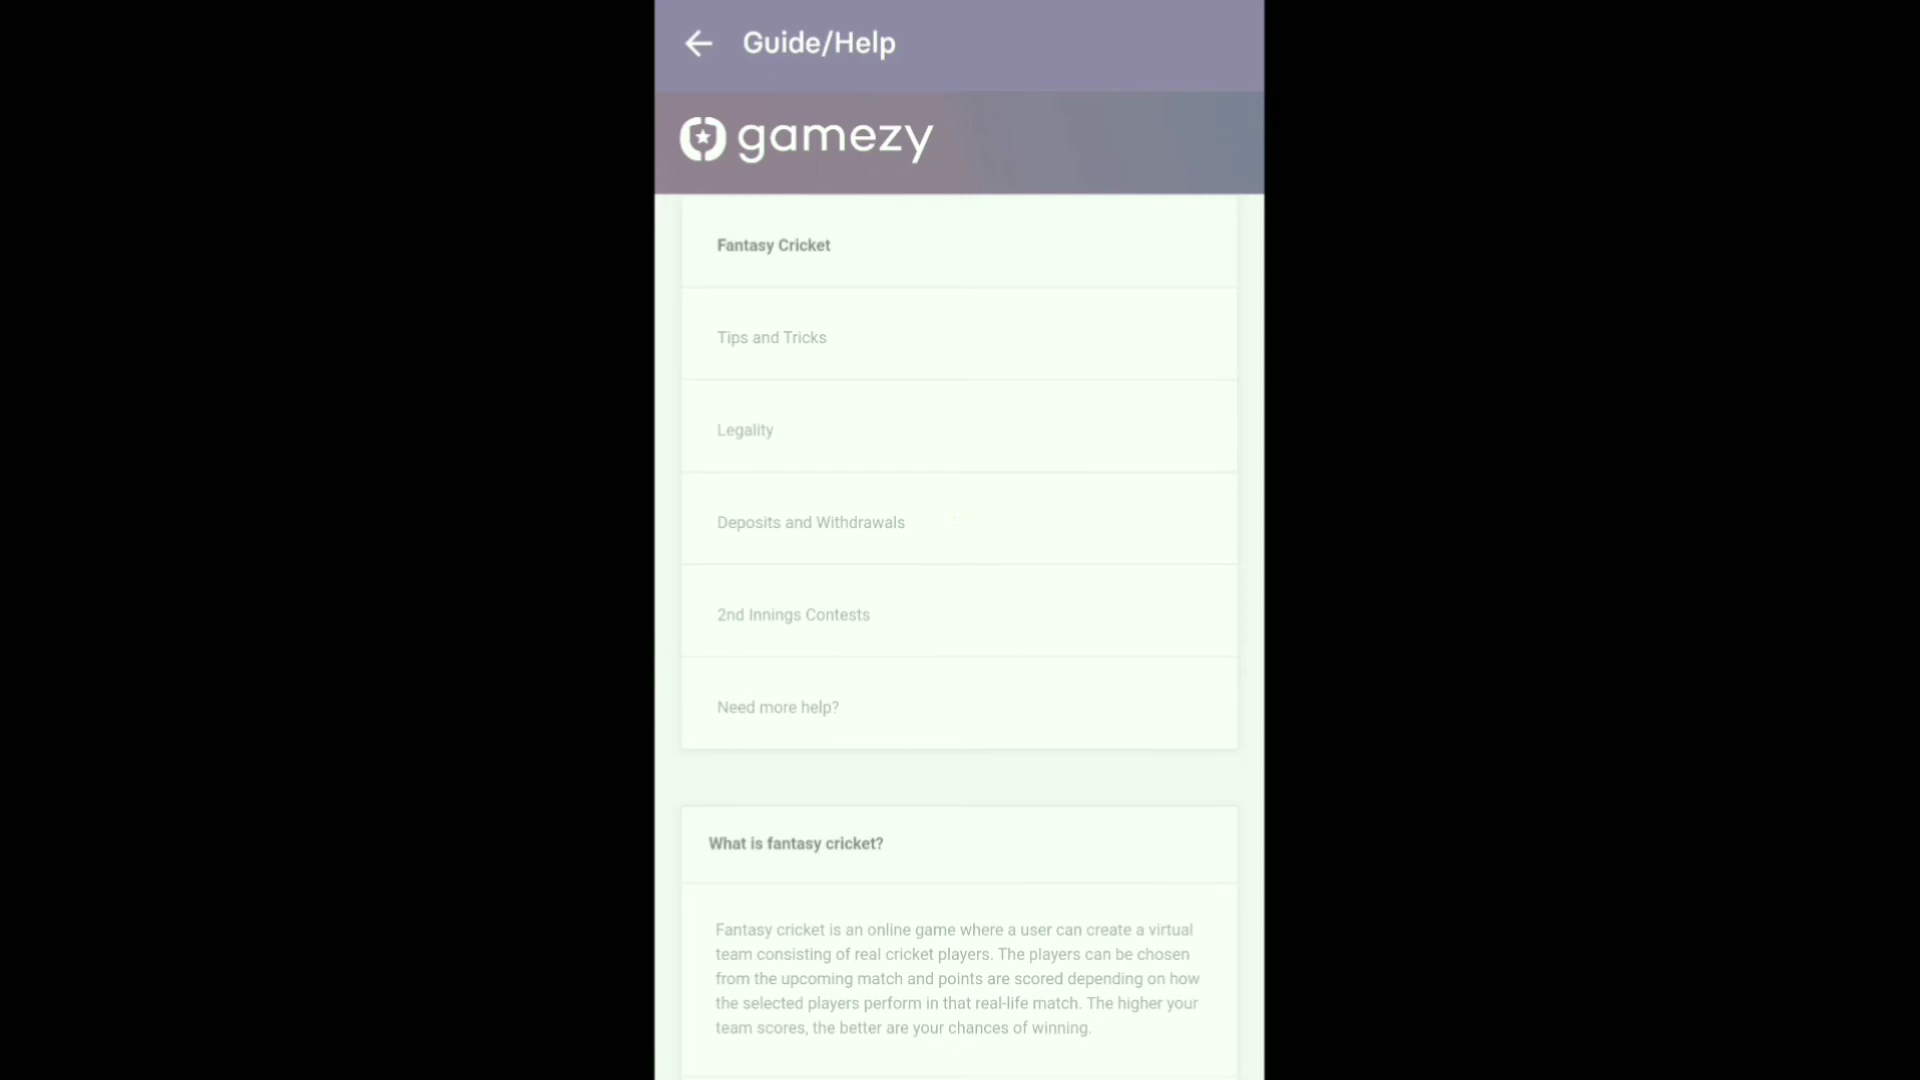 Guide/Help
gamezy
Fantasy Cricket
Tips and Tricks
Legality
Deposits and Withdrawals
2nd Innings Contests
Need more help?
What is fantasy cricket?
Fantasy cricket is an online game where a user can create a virtual
team consisting of real cricket players. The players can be chosen
from the upcoming match and points are scored depending on how
the selected players perform in that real-life match. The higher your
team scores, the better are your chances of winning.